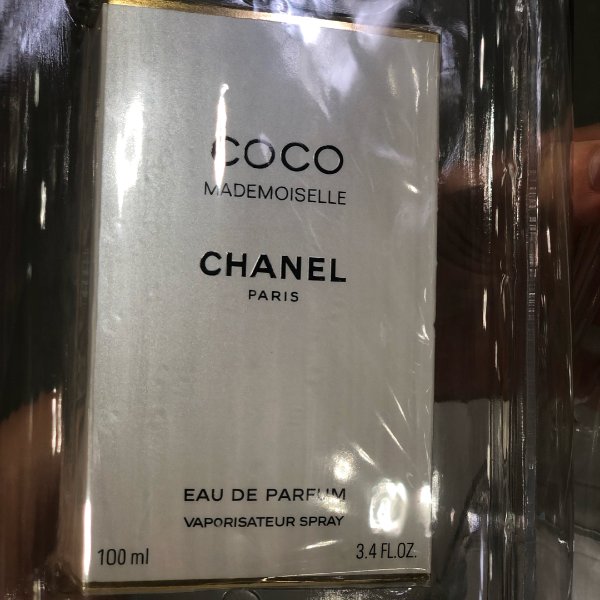 COCO
MADEMOISELLE
CHANEL
PARIS
EAU DE PARFUM
VAPORISATEUR SPRAY
100 ml
3.4 FL.OZ.